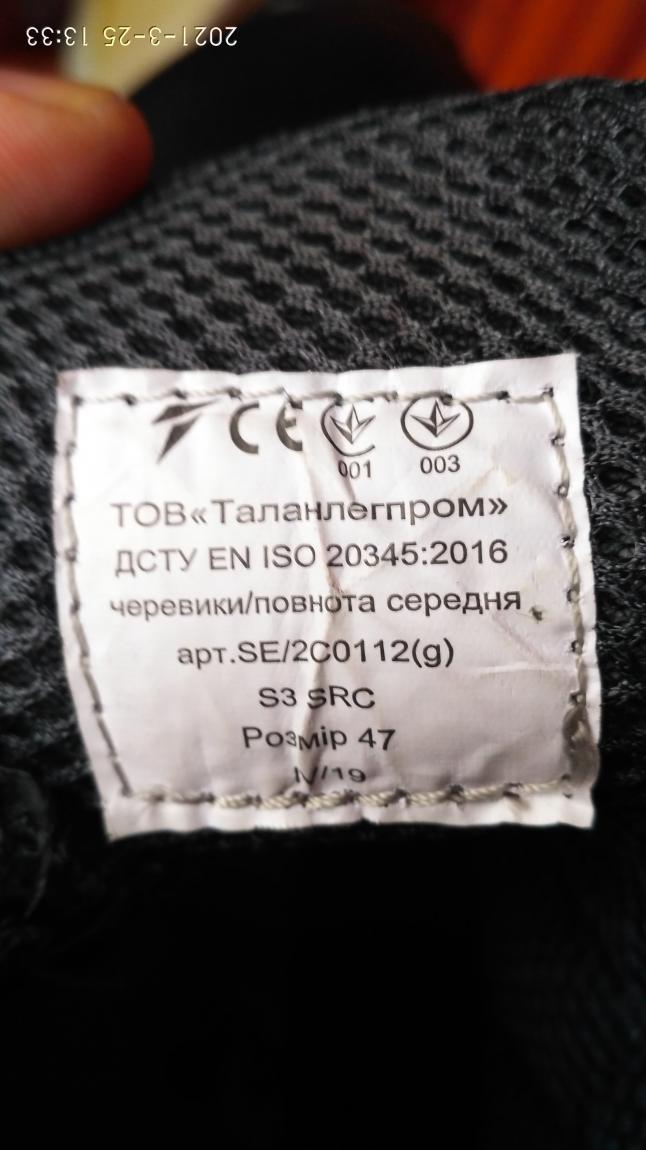 2021-3-25 13:33
CE
001 003
ТОВ«Таланлегпром»
ДСТУ EN ISO 20345:2016
черевики/повнота середня
арт.SE/2C0112(g)
S3 SRC
Розмір 47
IV/19